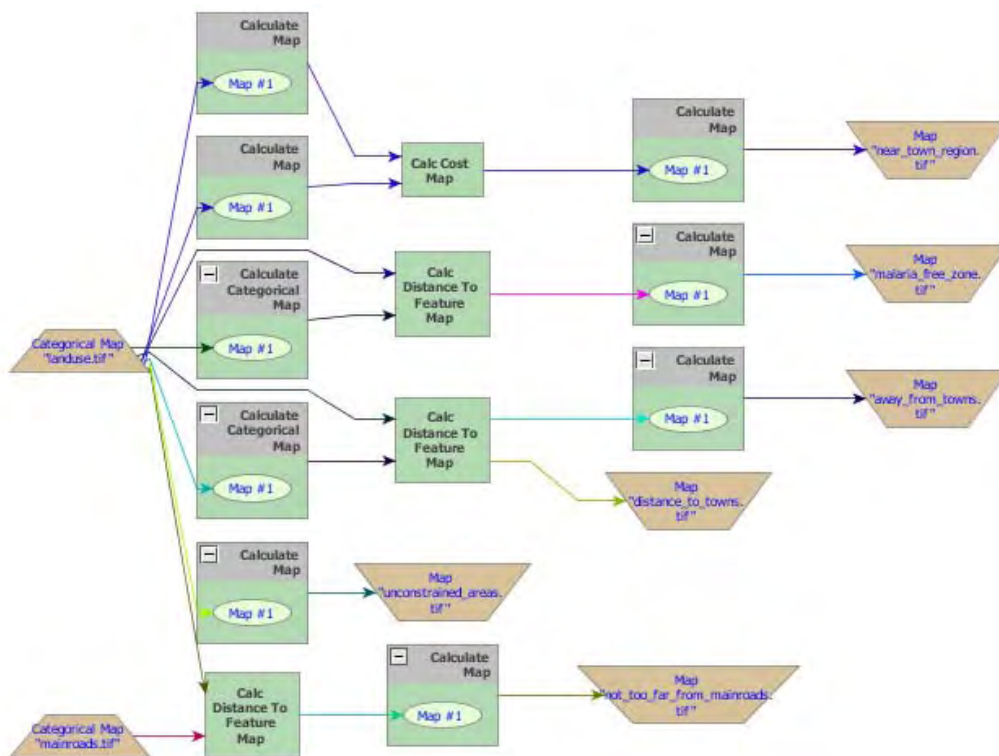 Calculate
Map
Map #1
Calculate
Map
Map #1
Calc Cost
Map
Calculate
Map
Map #1
Map
"near_town_region.
tif"
Calculate
Categorical
Map
Map #1
Calc
Distance To
Feature
Map
Calculate
Map
Map #1
Map
"malaria_free_zone.
tif"
Categorical Map
"landuse.tif"
Calculate
Categorical
Map
Map #1
Calc
Distance To
Feature
Map
Calculate
Map
Map #1
Map
"away_from_towns.
tif"
Map
"distance_to_towns.
tif"
Calculate
Map
Map #1
Map
"unconstrained_areas.
tif"
Categorical Map
"mainroads.tif"
Calc
Distance To
Feature
Map
Calculate
Map
Map #1
Map
"not_too_far_from_mainroads.
tif"